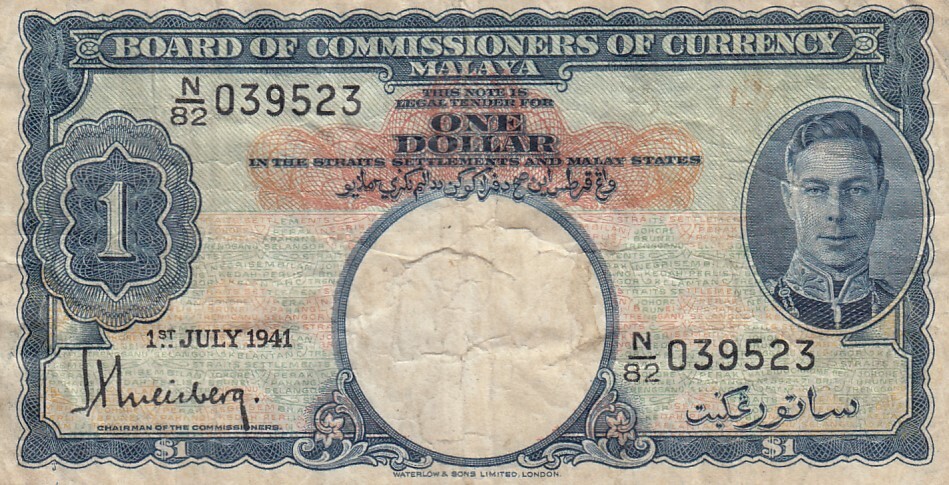 BOARD OF COMMISSIONERS OF CURRENCY
MALAYA
N/82 039523
THIS NOTE IS
LEGAL TENDER FOR
ONE
DOLLAR
IN THE STRAITS SETTLEMENTS AND MALAY STATES
1
1ST JULY 1941
N/82 039523
CHAIRMAN OF THE COMMISSIONERS.
ساتو رڠݢيت
$1
$1
WATERLOW & SONS LIMITED, LONDON.